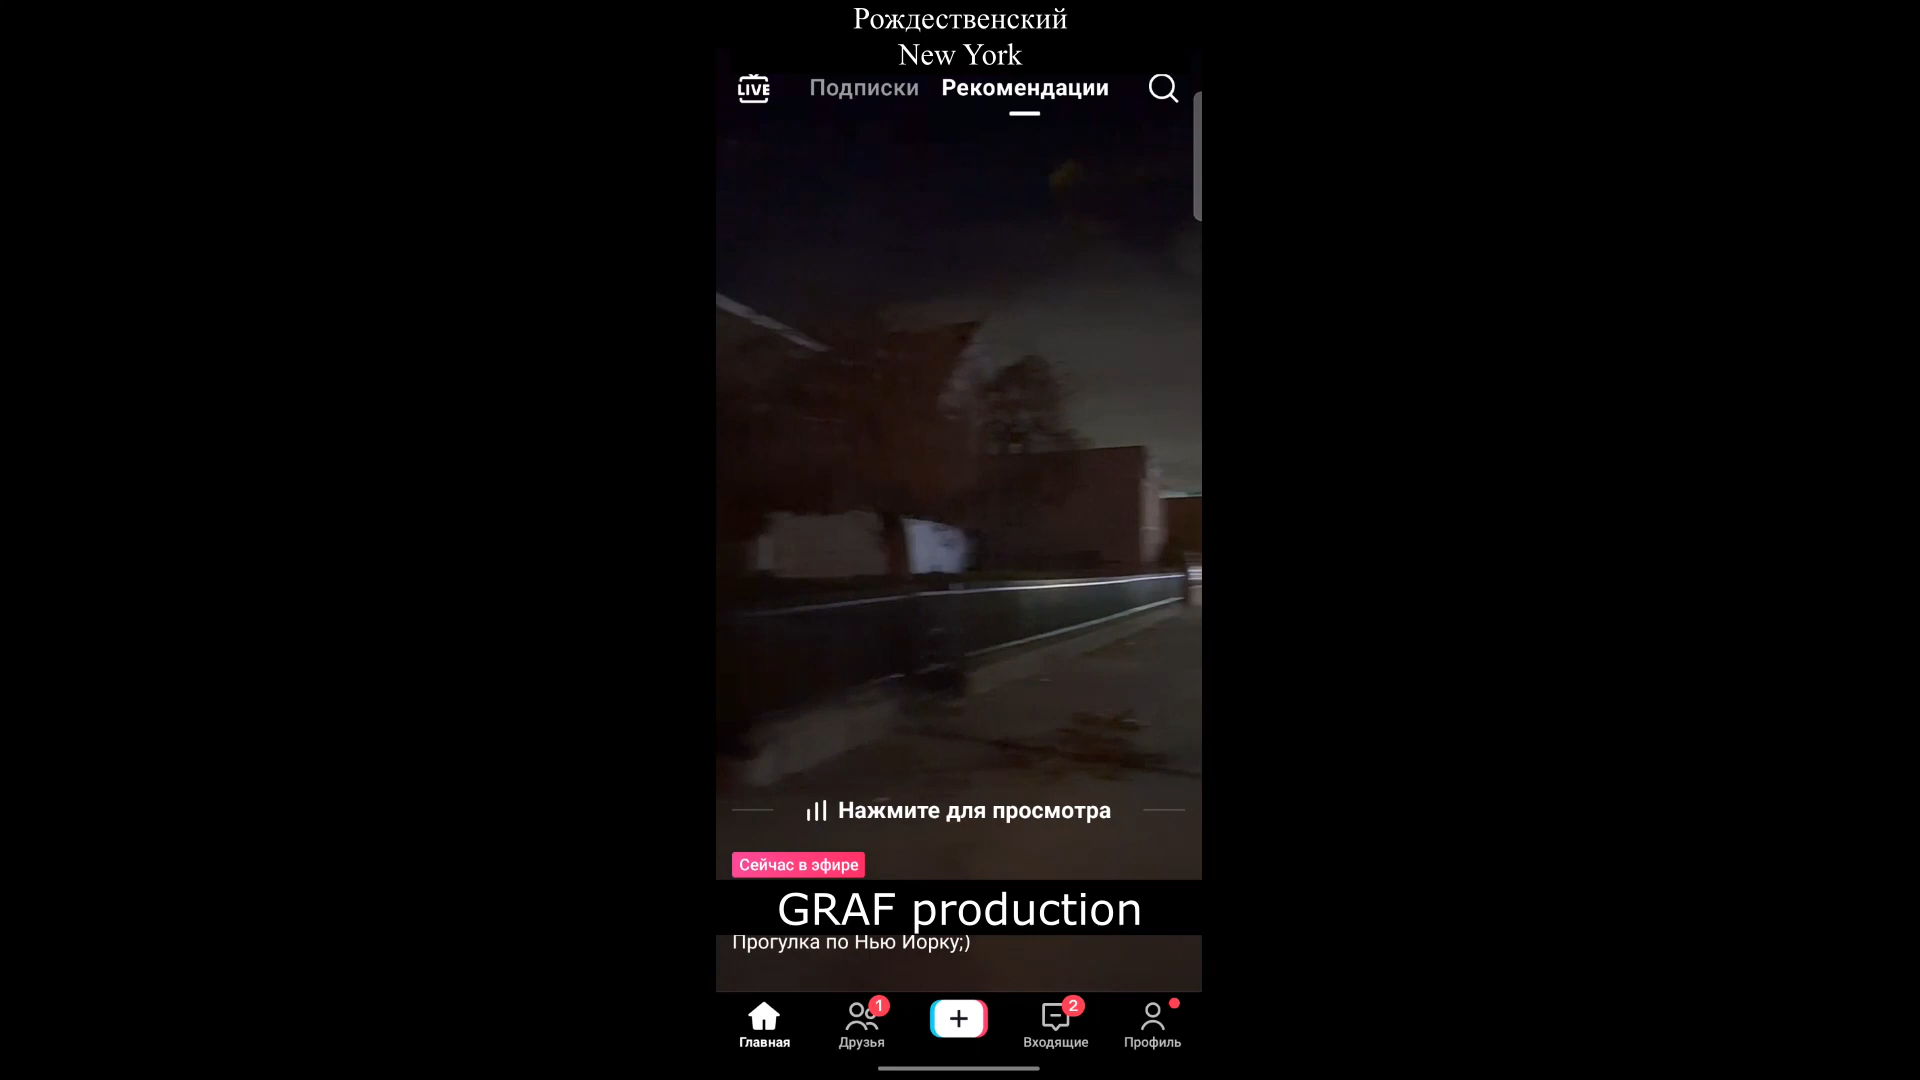 Рождественский
New York
LIVE
Подписки Рекомендации
Нажмите для просмотра
Сейчас в эфире
GRAF production
Прогулка по Нью Йорку;)
1
2
Главная Друзья Входящие Профиль